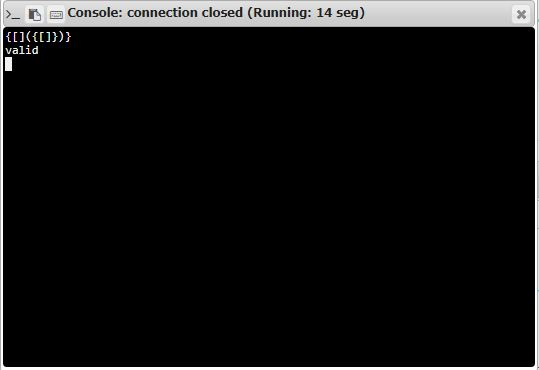 Console: connection closed (Running: 14 seg)
{[]({[]})}
valid